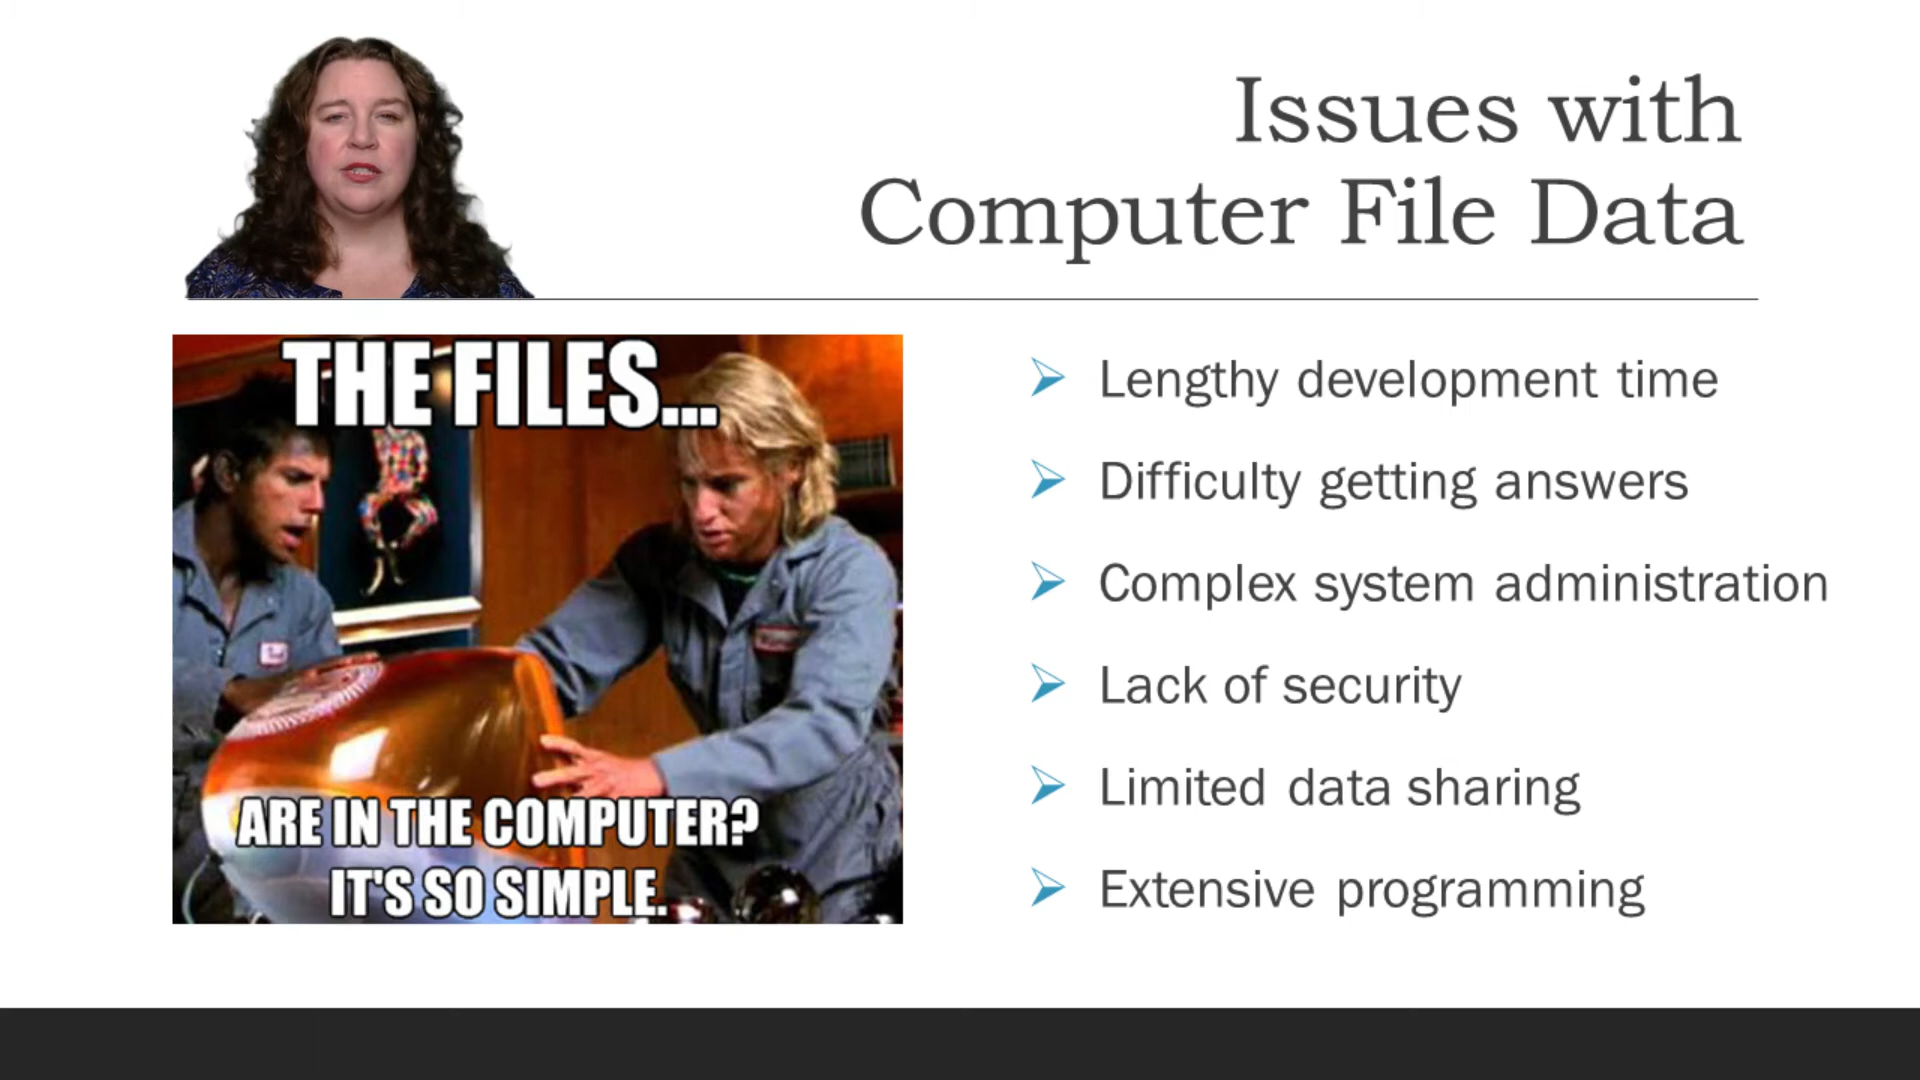 Issues with
Computer File Data
THE FILES...
ARE IN THE COMPUTER?
IT'S SO SIMPLE.
Lengthy development time
Difficulty getting answers
Complex system administration
Lack of security
Limited data sharing
Extensive programming